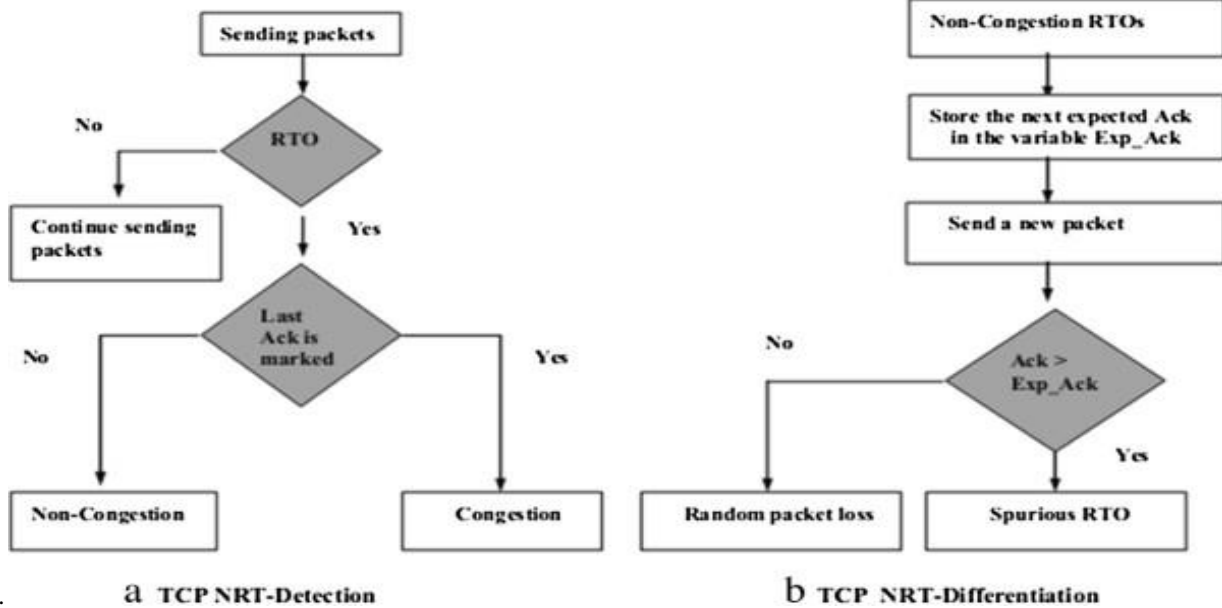 Sending packets
RTO
No
Yes
Continue sending
packets
Last
Ack is
marked
No
Yes
Non-Congestion
Congestion
a TCP NRT-Detection
Non-Congestion RTOs
Store the next expected Ack
in the variable Exp_Ack
Send a new packet
Ack >
Exp_Ack
No
Yes
Random packet loss
Spurious RTO
b TCP NRT-Differentiation